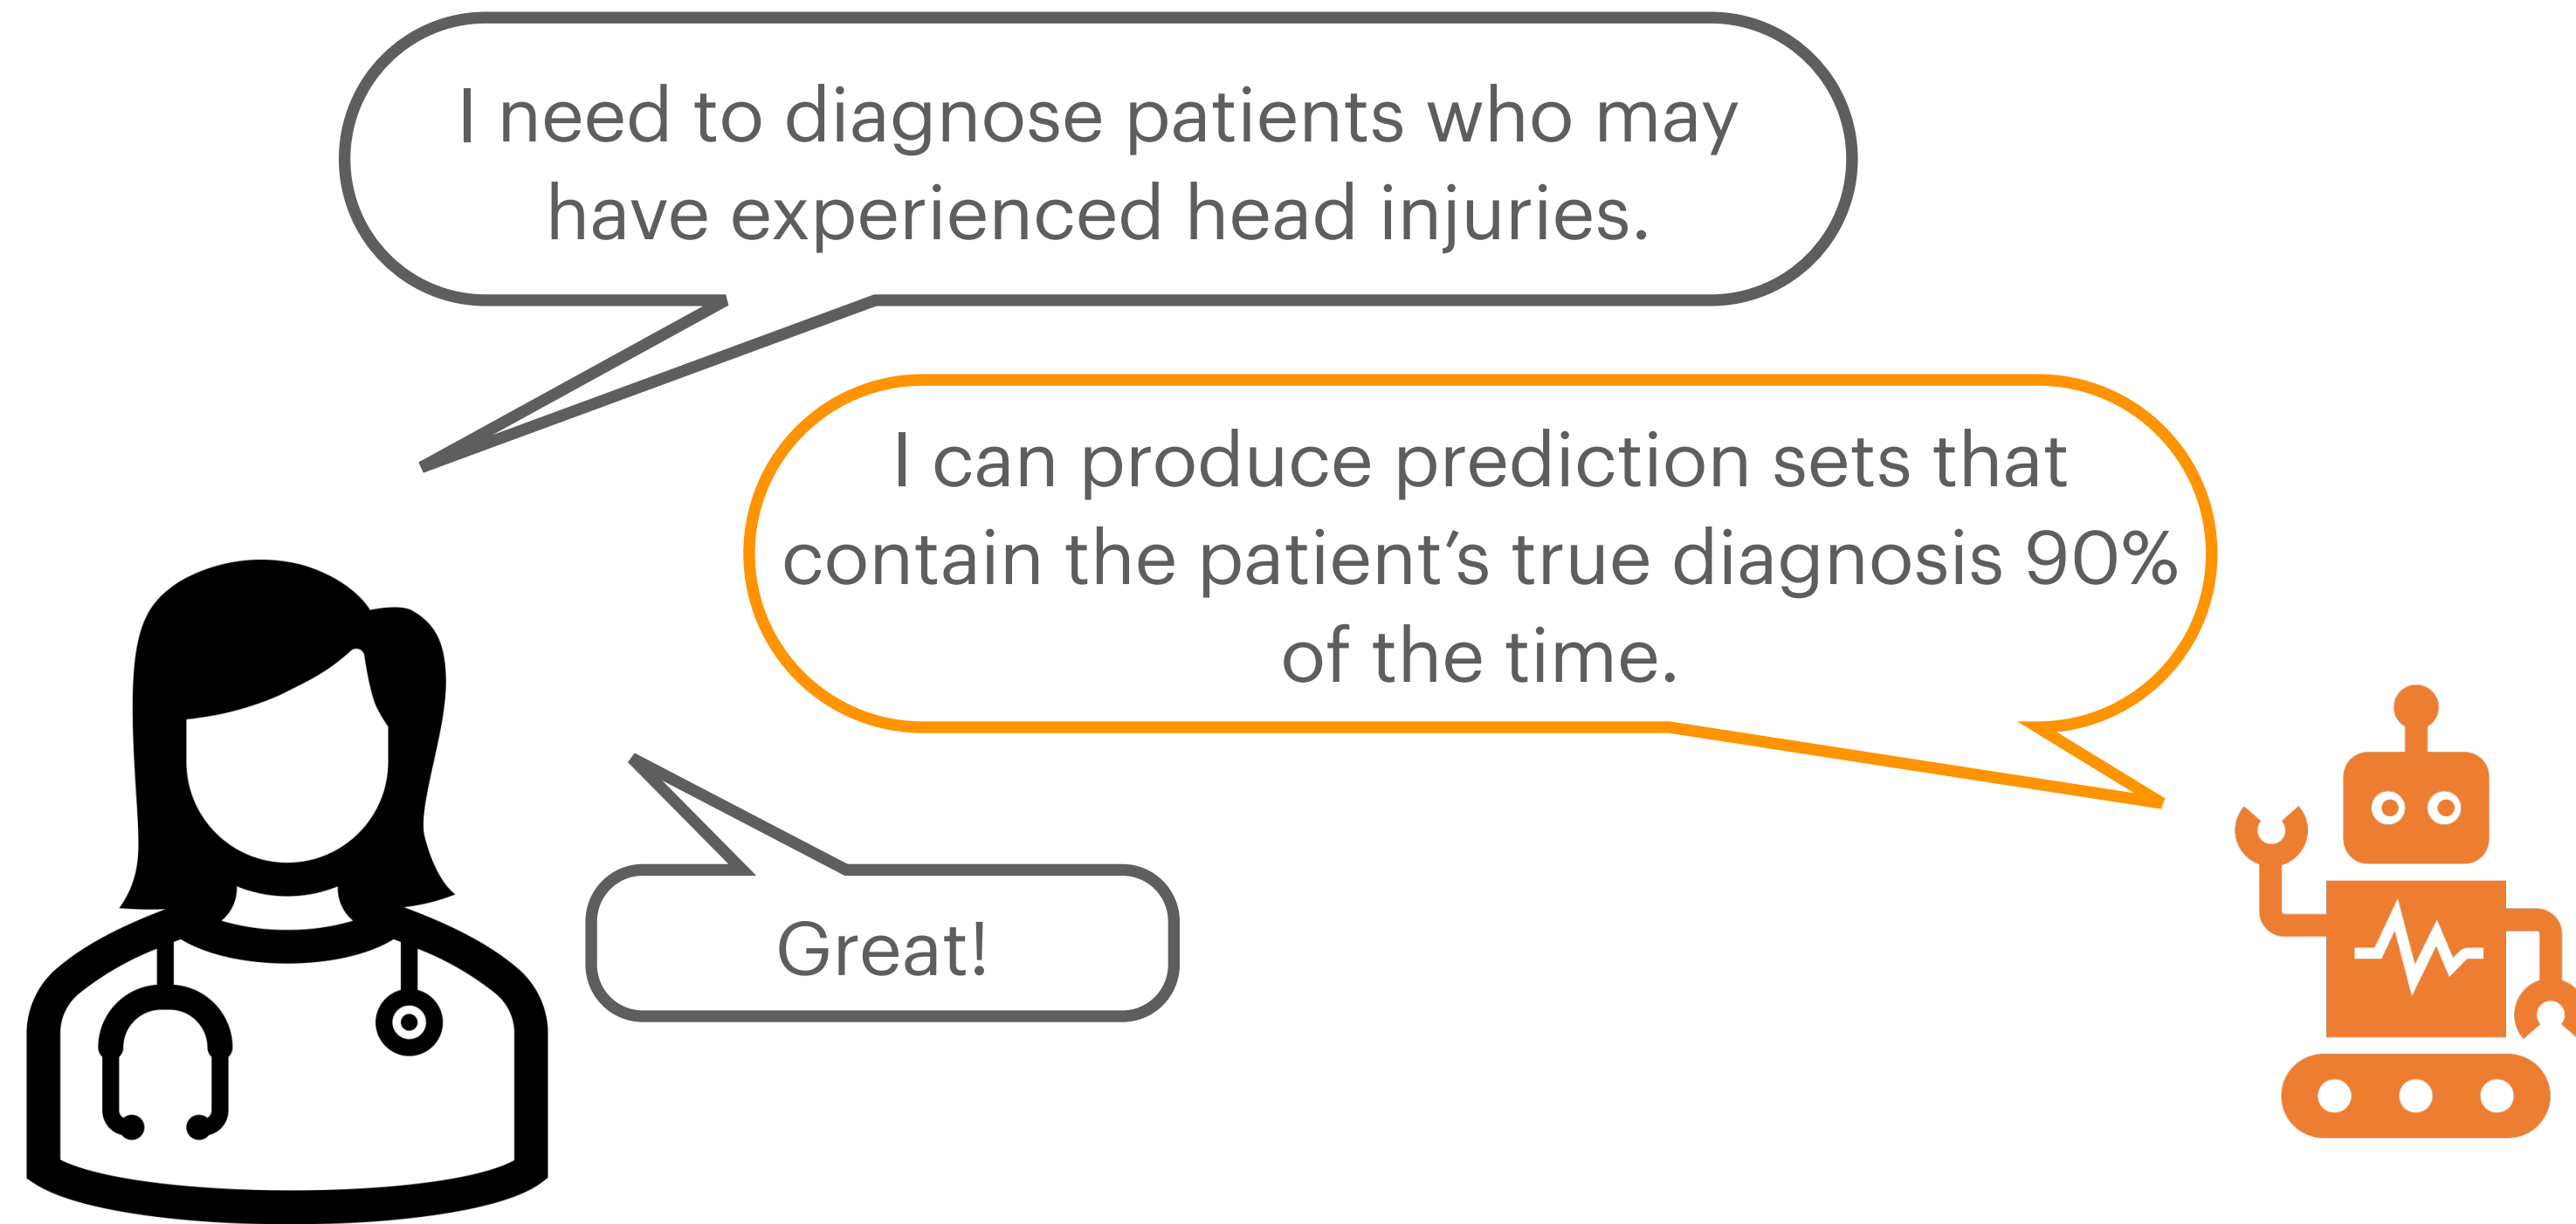 I need to diagnose patients who may
have experienced head injuries.
I can produce prediction sets that
contain the patient′s true diagnosis 90%
of the time.
Great!